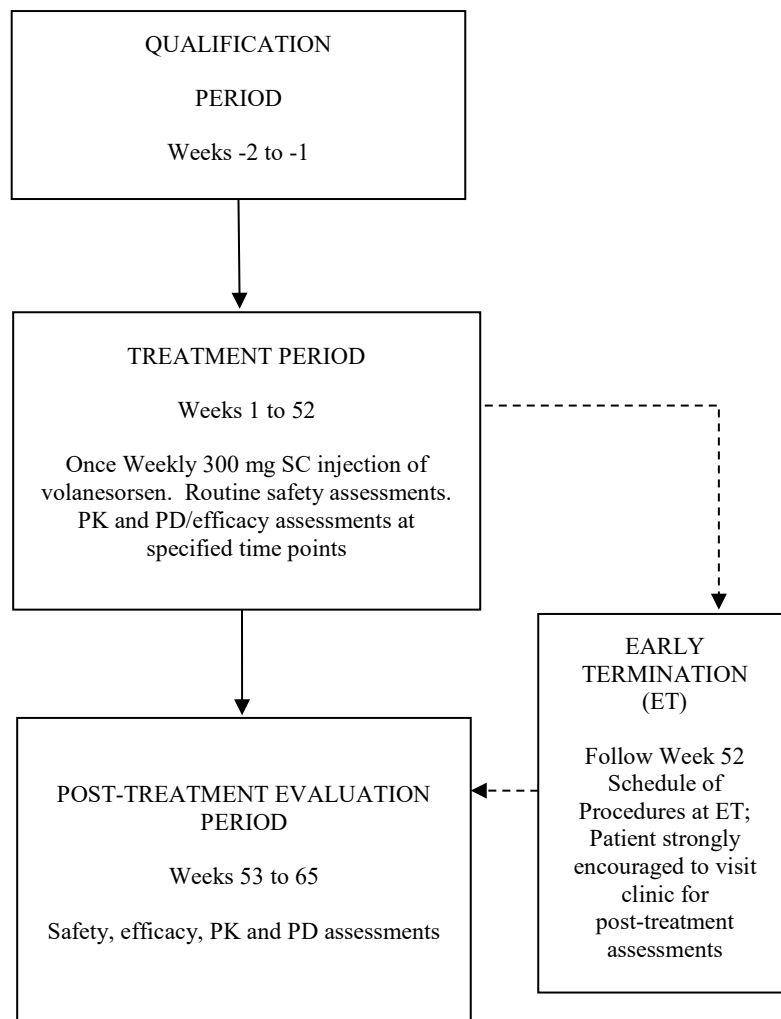 QUALIFICATION
PERIOD
Weeks -2 to -1
TREATMENT PERIOD
Weeks 1 to 52
Once Weekly 300 mg SC injection of
volanesorsen.  Routine safety assessments.
PK and PD/efficacy assessments at
specified time points
EARLY
TERMINATION
(ET)
Follow Week 52
Schedule of
Procedures at ET;
Patient strongly
encouraged to visit
clinic for
post-treatment
assessments
POST-TREATMENT EVALUATION
PERIOD
Weeks 53 to 65
Safety, efficacy, PK and PD assessments